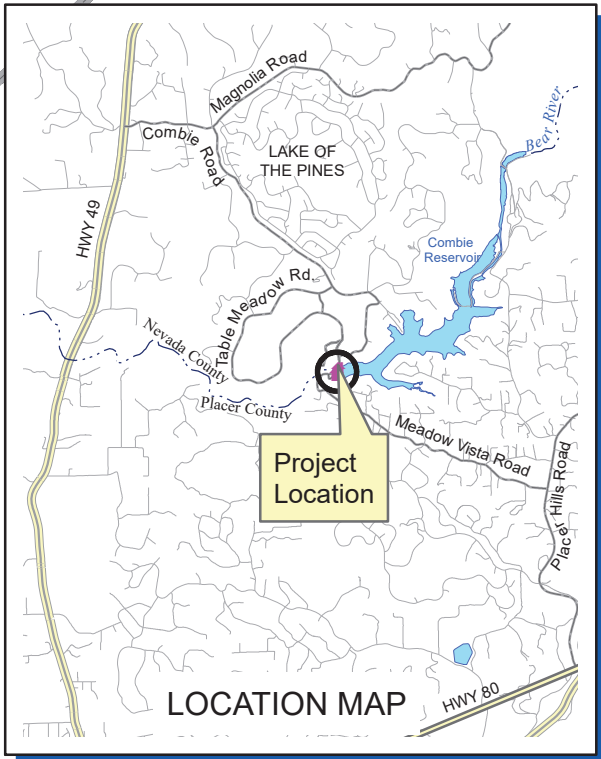 Magnolia Road
Bear River
Combie Road
LAKE OF
THE PINES
HWY 49
Combie
Reservoir
Table Meadow Rd.
Nevada County
Placer County
Meadow Vista Road
Project
Location
Placer Hills Road
LOCATION MAP
HWY 80